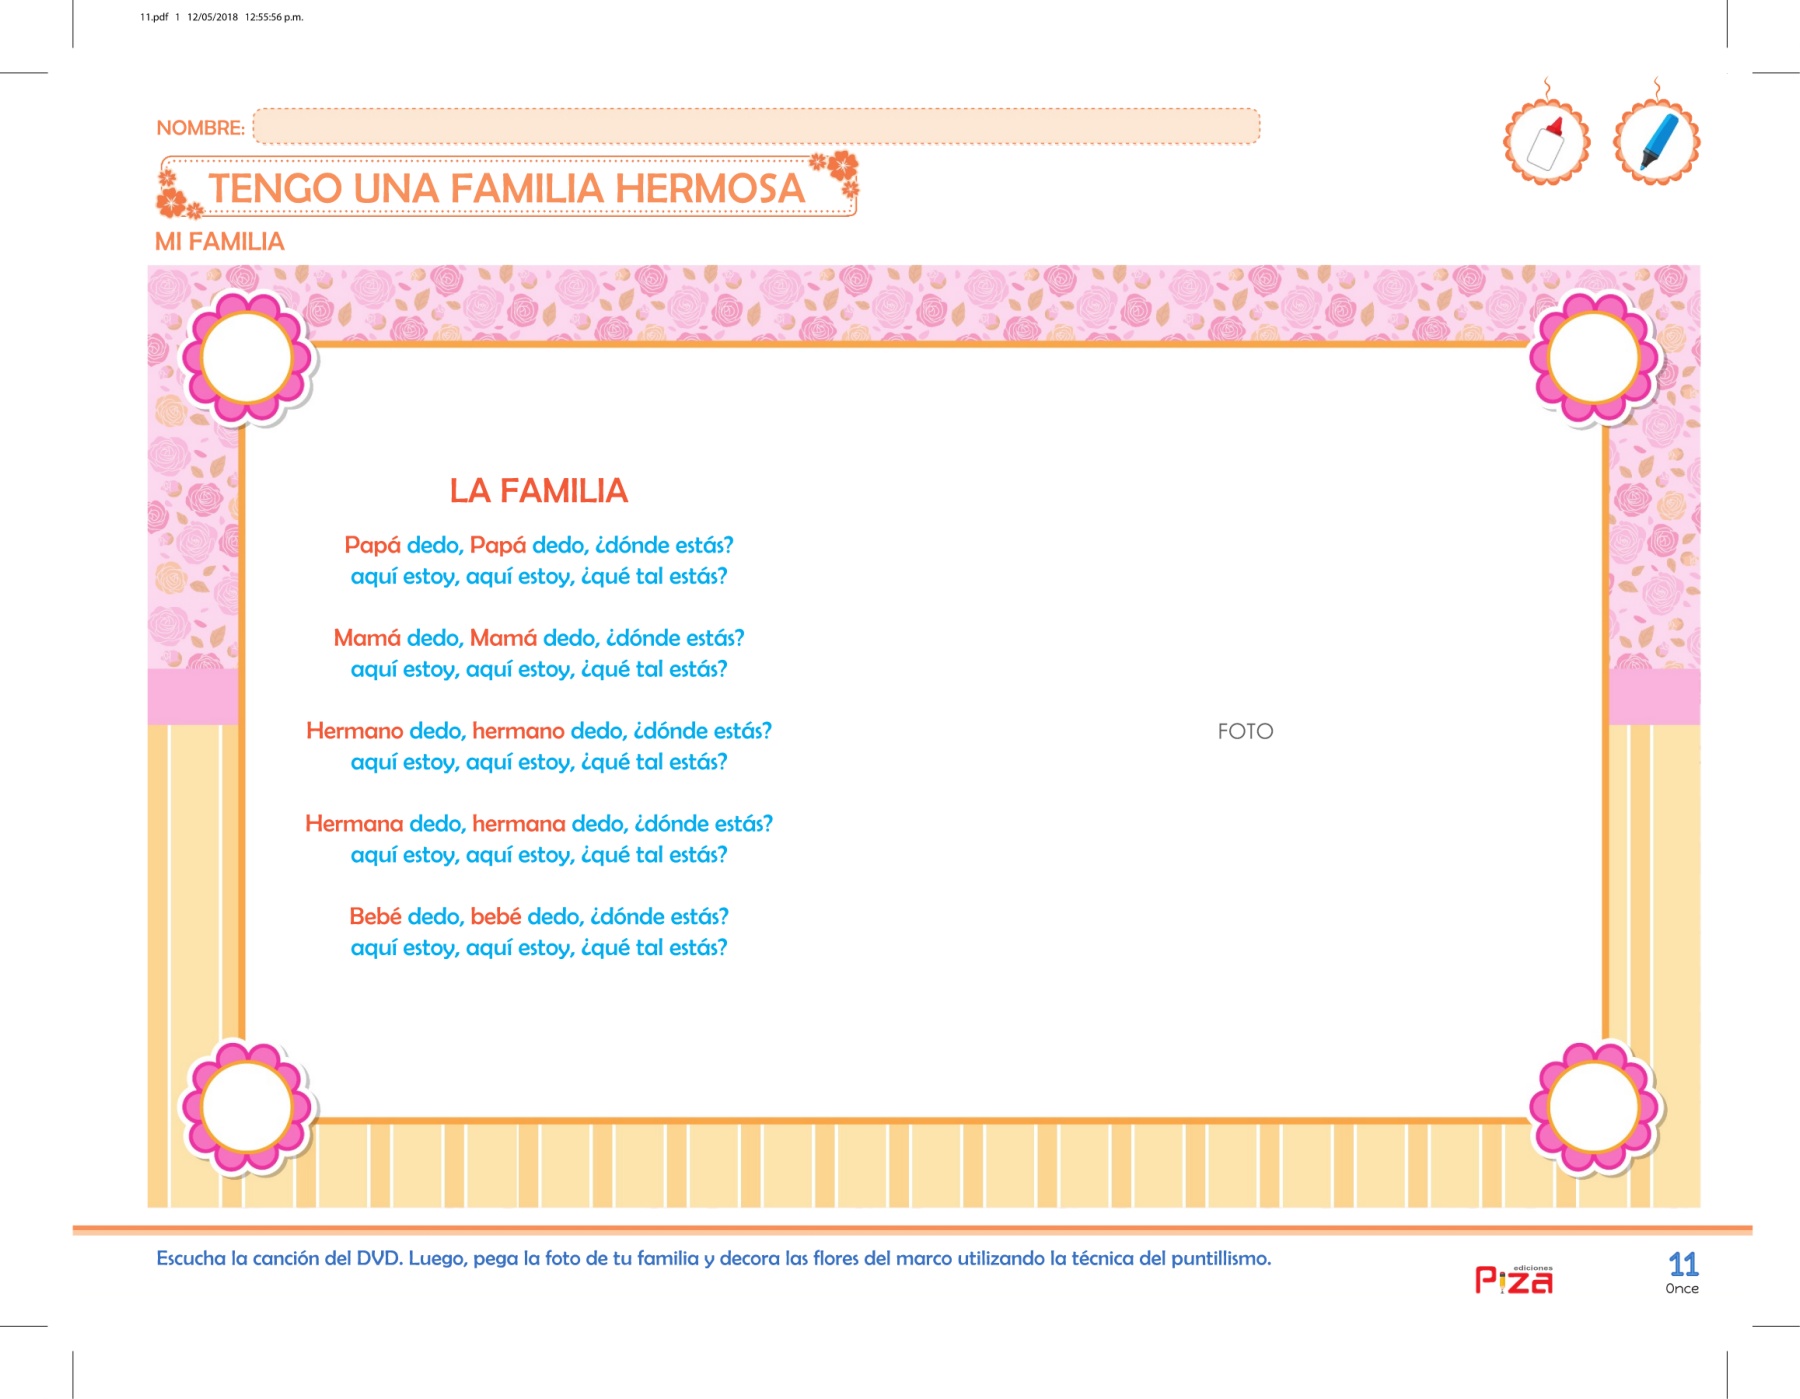 11.pdf 1 12/05/2018 12:55:56 p.m.
NOMBRE:
TENGO UNA FAMILIA HERMOSA
MI FAMILIA
LA FAMILIA
Papá dedo, Papá dedo, ¿dónde estás?
aquí estoy, aquí estoy, ¿qué tal estás?
Mamá dedo, Mamá dedo, ¿dónde estás?
aquí estoy, aquí estoy, ¿qué tal estás?
Hermano dedo, hermano dedo, ¿dónde estás?
aquí estoy, aquí estoy, ¿qué tal estás?
Hermana dedo, hermana dedo, ¿dónde estás?
aquí estoy, aquí estoy, ¿qué tal estás?
Bebé dedo, bebé dedo, ¿dónde estás?
aquí estoy, aquí estoy, ¿qué tal estás?
FOTO
Escucha la canción del DVD. Luego, pega la foto de tu familia y decora las flores del marco utilizando la técnica del puntillismo.
ediciones
Piza
11
Once